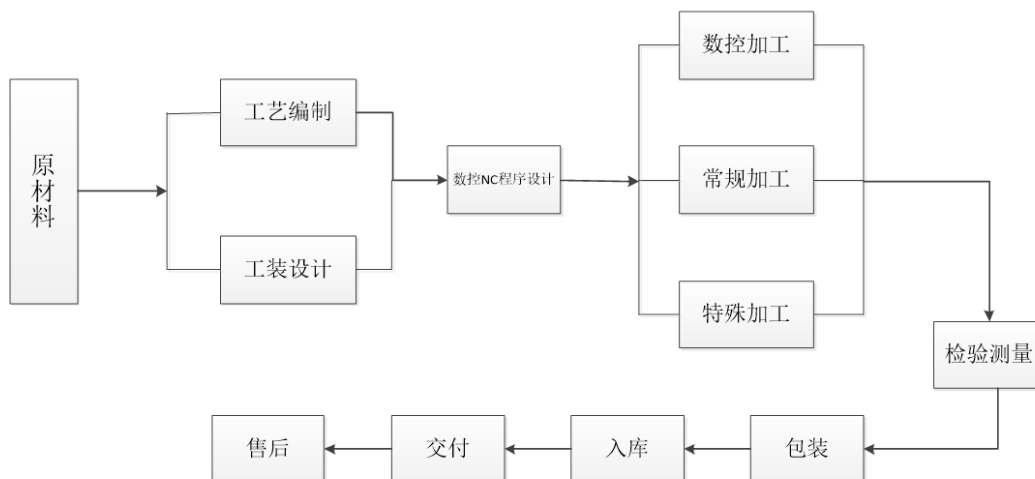 原材料
工艺编制
工装设计
数控NC程序设计
数控加工
常规加工
特殊加工
检验测量
包装
入库
交付
售后